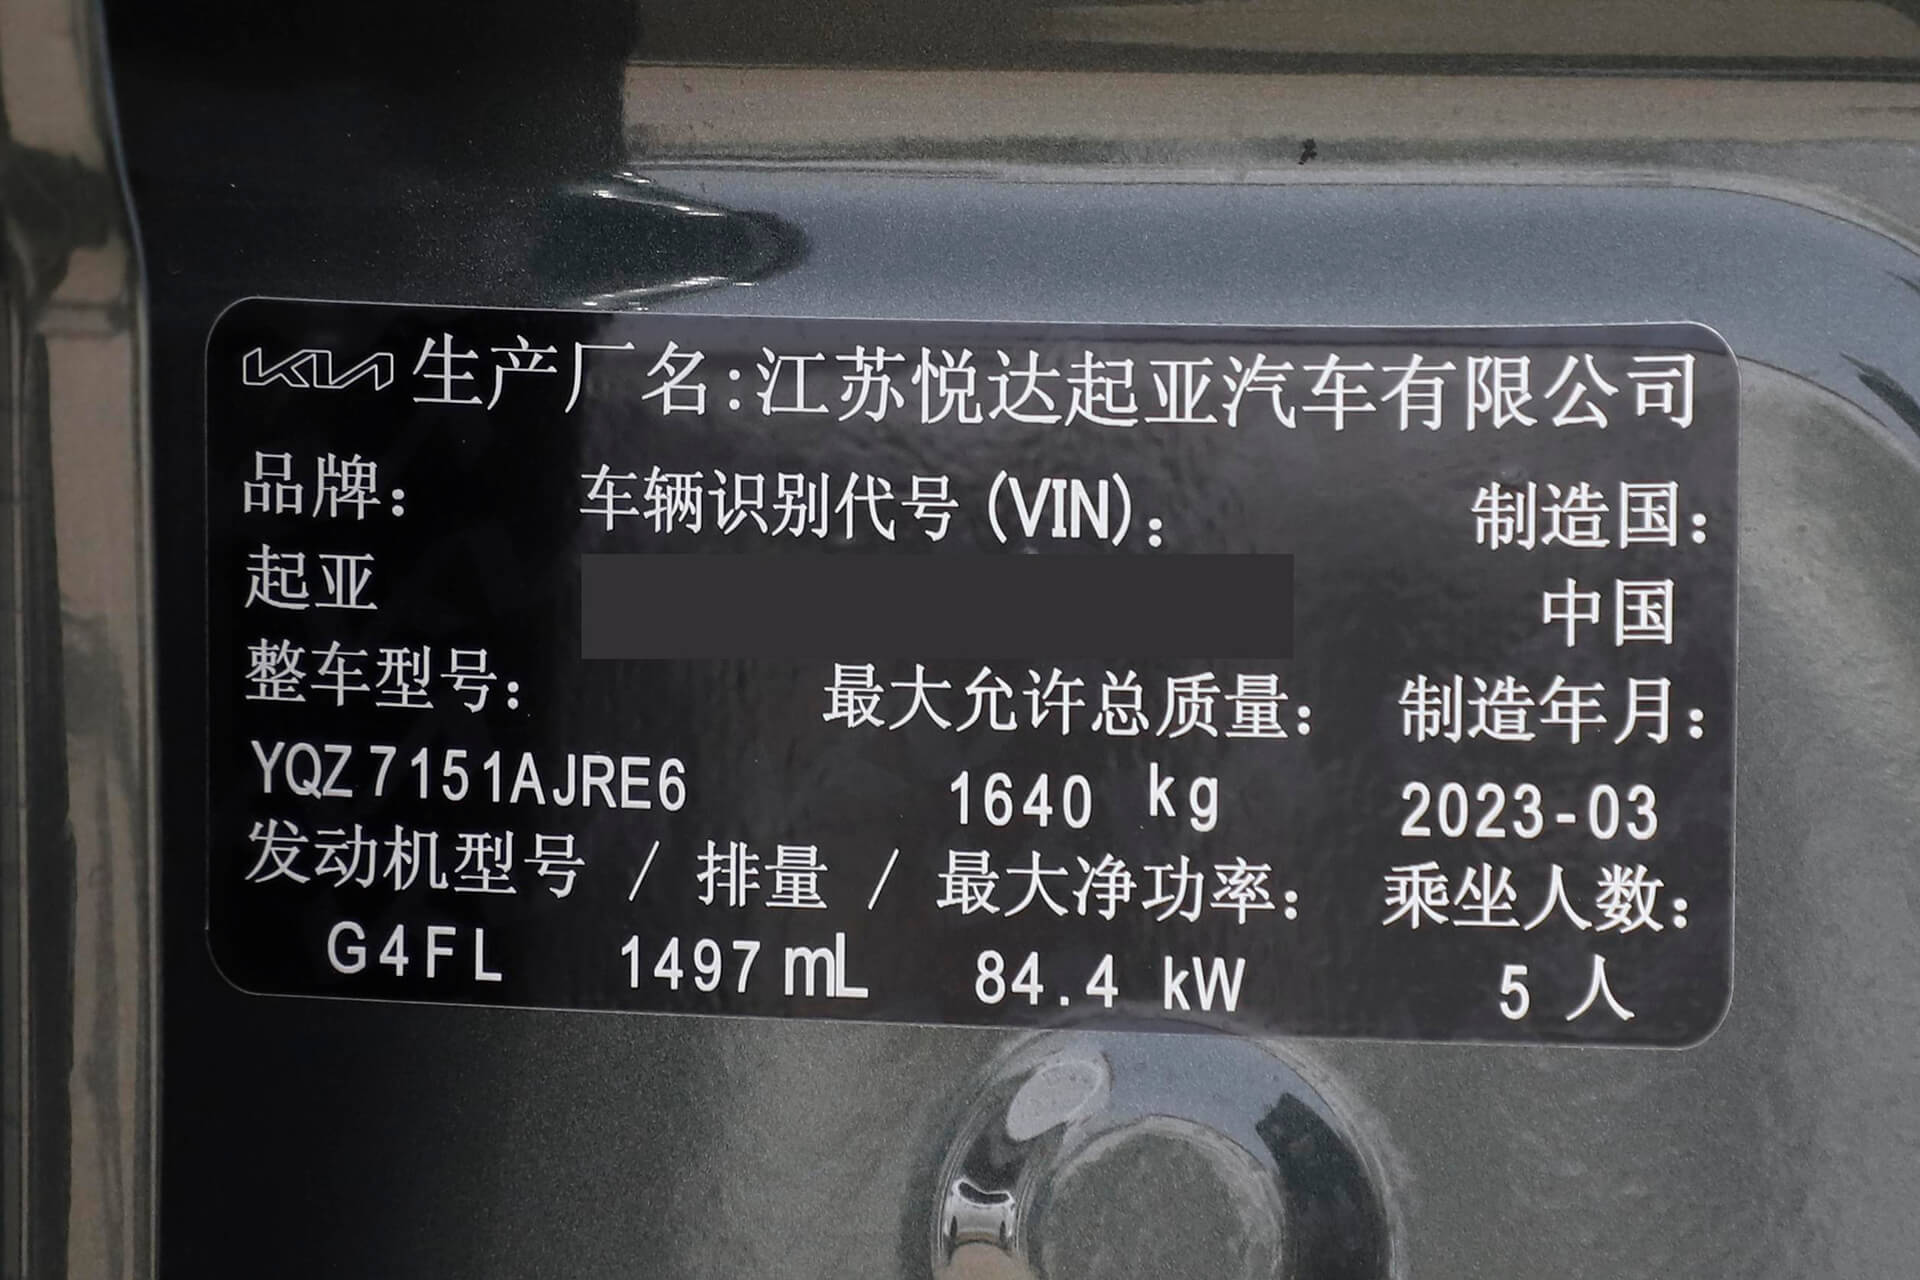 KIA 生产厂名:江苏悦达起亚汽车有限公司
品牌: 车辆识别代号(VIN): 制造国:
起亚 中国
整车型号: 最大允许总质量: 制造年月:
YQZ7151AJRE6 1640 kg 2023-03
发动机型号 / 排量 / 最大净功率: 乘坐人数:
G4FL 1497 mL 84.4 kW 5 人